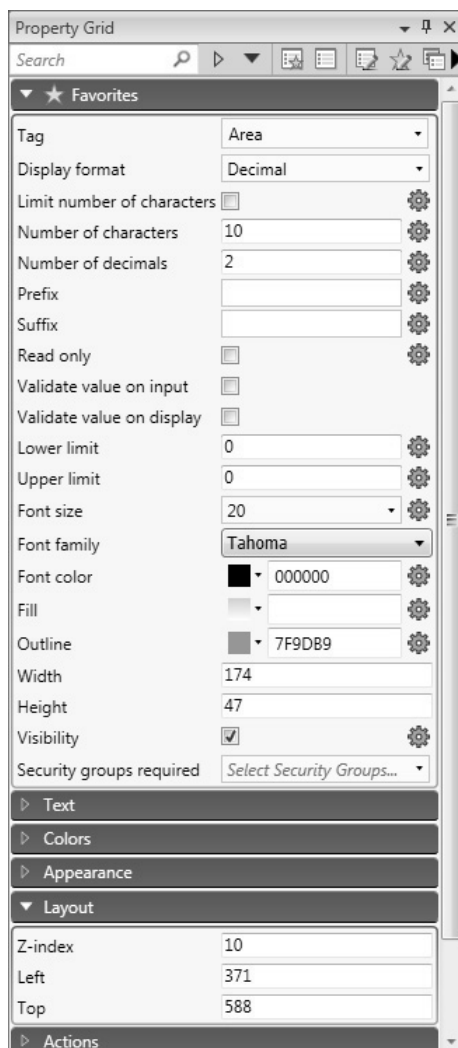 Property Grid
Search
Favorites
Tag Area
Display format Decimal
Limit number of characters
Number of characters 10
Number of decimals 2
Prefix
Suffix
Read only
Validate value on input
Validate value on display
Lower limit 0
Upper limit 0
Font size 20
Font family Tahoma
Font color 000000
Fill
Outline 7F9DB9
Width 174
Height 47
Visibility
Security groups required Select Security Groups...
Text
Colors
Appearance
Layout
Z-index 10
Left 371
Top 588
Actions